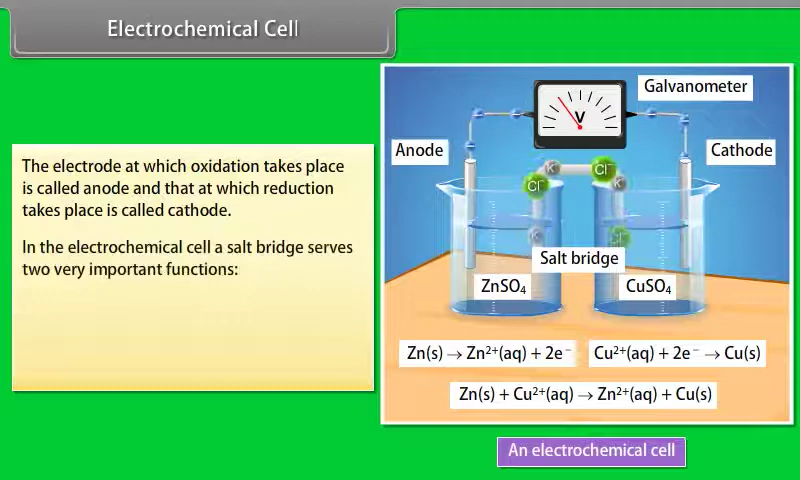 Electrochemical Cell
The electrode at which oxidation takes place
is called anode and that at which reduction
takes place is called cathode.
In the electrochemical cell a salt bridge serves
two very important functions:
Galvanometer
V
Anode
Cathode
K⁺
Cl⁻
Cl⁻
K⁺
K⁺
Cl⁻
Salt bridge
ZnSO₄
CuSO₄
Zn(s) → Zn²⁺(aq) + 2e⁻
Cu²⁺(aq) + 2e⁻ → Cu(s)
Zn(s) + Cu²⁺(aq) → Zn²⁺(aq) + Cu(s)
An electrochemical cell